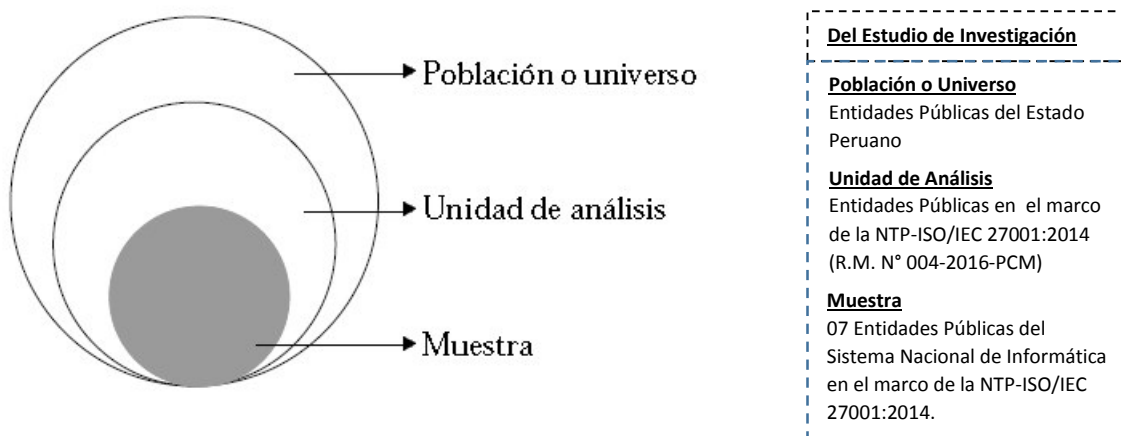 Población o universo
Unidad de análisis
Muestra
Del Estudio de Investigación
Población o Universo
Entidades Públicas del Estado
Peruano
Unidad de Análisis
Entidades Públicas en el marco
de la NTP-ISO/IEC 27001:2014
(R.M. N° 004-2016-PCM)
Muestra
07 Entidades Públicas del
Sistema Nacional de Informática
en el marco de la NTP-ISO/IEC
27001:2014.